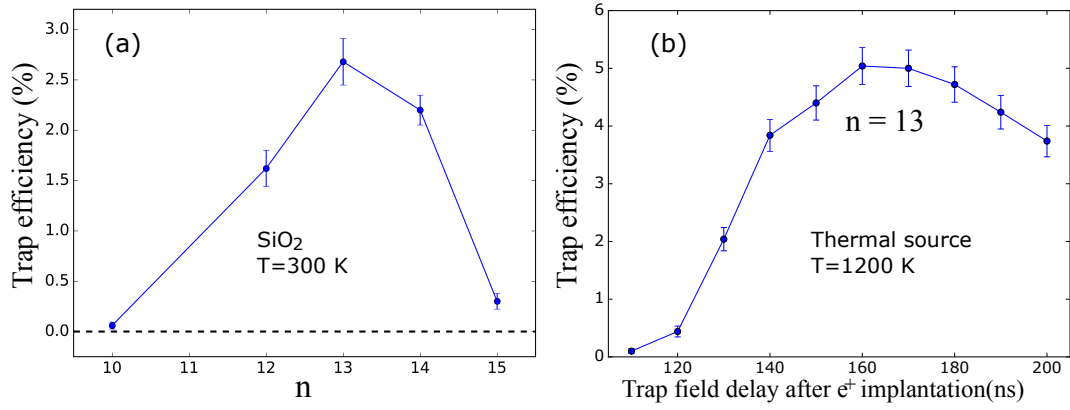 (a)
Trap efficiency (%)
3.0
2.5
2.0
1.5
1.0
0.5
0.0
SiO₂
T=300 K
10 11 12 13 14 15
n
(b)
Trap efficiency (%)
6
5
4
3
2
1
0
n = 13
Thermal source
T=1200 K
120 140 160 180 200
Trap field delay after e⁺ implantation(ns)